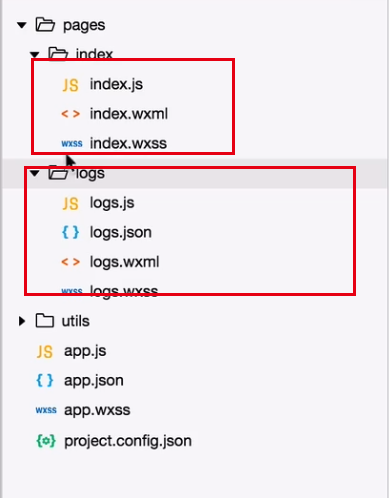 pages
index
JS index.js
< > index.wxml
wxss index.wxss
logs
JS logs.js
{ } logs.json
< > logs.wxml
wxss logs.wxss
utils
JS app.js
{ } app.json
wxss app.wxss
{⚙} project.config.json